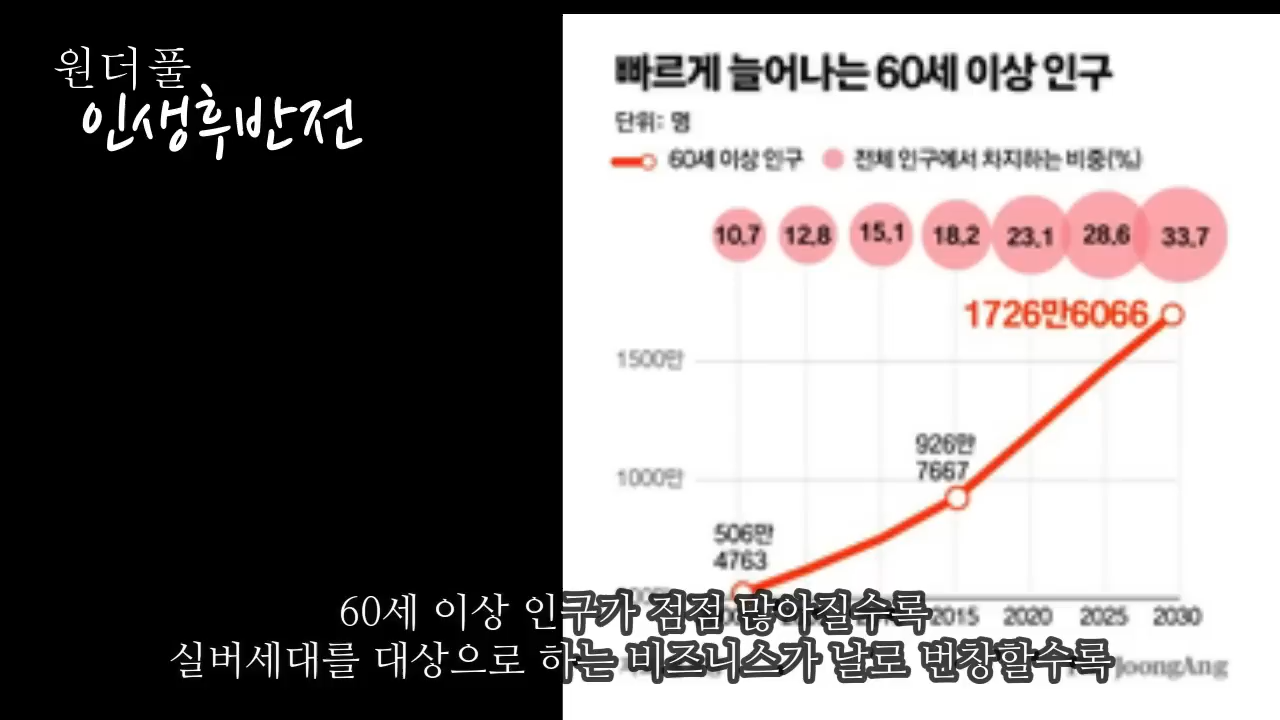 원더풀
인생후반전
빠르게 늘어나는 60세 이상 인구
단위: 명
60세 이상 인구 전체 인구에서 차지하는 비중(%)
10.7 12.8 15.1 18.2 23.1 28.6 33.7
1726만6066
1500만
926만
7667
1000만
506만
4763
2015 2020 2025 2030
60세 이상 인구가 점점 많아질수록
실버세대를 대상으로 하는 비즈니스가 날로 번창할수록
JoongAng